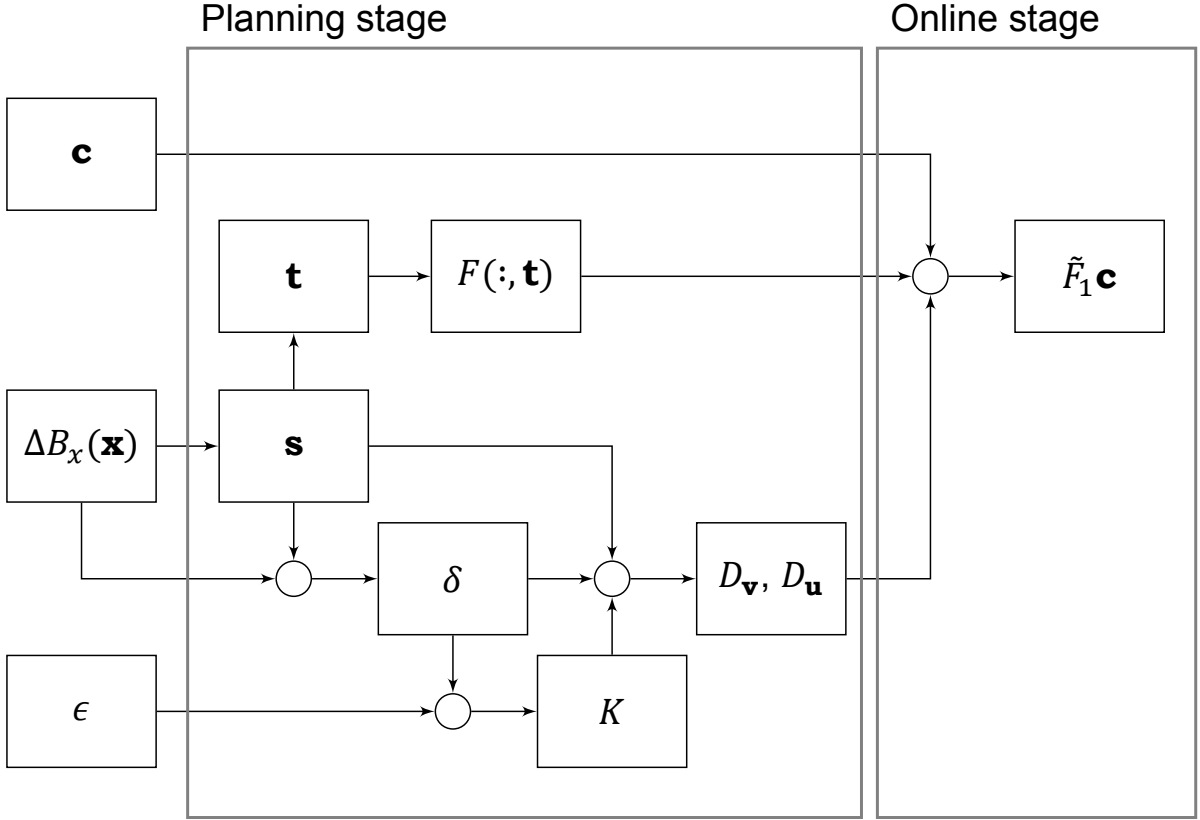 Planning stage
Online stage
c
t
F(:, t)
F̃₁c
ΔBₓ(x)
s
δ
D_v, D_u
ϵ
K